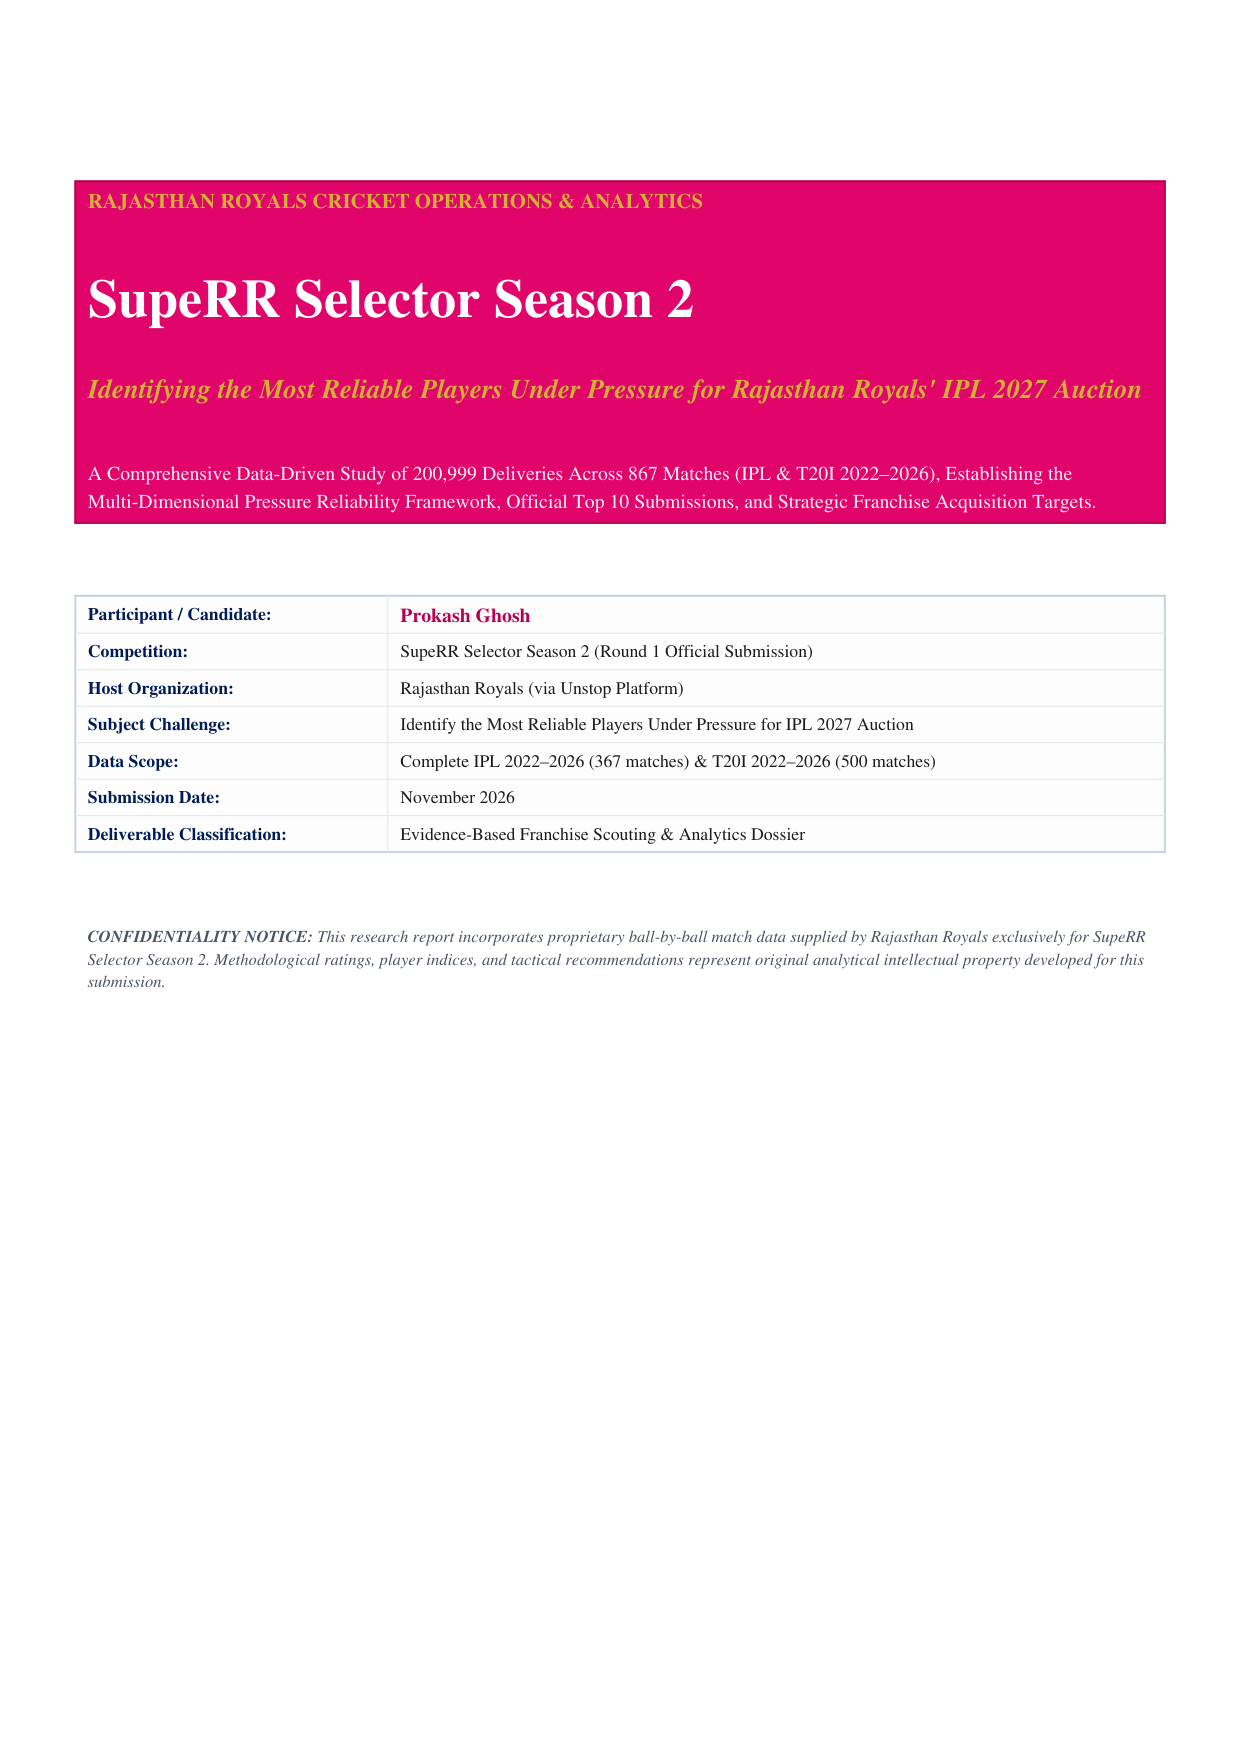 RAJASTHAN ROYALS CRICKET OPERATIONS & ANALYTICS
SupeRR Selector Season 2
Identifying the Most Reliable Players Under Pressure for Rajasthan Royals' IPL 2027 Auction
A Comprehensive Data-Driven Study of 200,999 Deliveries Across 867 Matches (IPL & T20I 2022–2026), Establishing the
Multi-Dimensional Pressure Reliability Framework, Official Top 10 Submissions, and Strategic Franchise Acquisition Targets.
Participant / Candidate: Prokash Ghosh
Competition: SupeRR Selector Season 2 (Round 1 Official Submission)
Host Organization: Rajasthan Royals (via Unstop Platform)
Subject Challenge: Identify the Most Reliable Players Under Pressure for IPL 2027 Auction
Data Scope: Complete IPL 2022–2026 (367 matches) & T20I 2022–2026 (500 matches)
Submission Date: November 2026
Deliverable Classification: Evidence-Based Franchise Scouting & Analytics Dossier
CONFIDENTIALITY NOTICE: This research report incorporates proprietary ball-by-ball match data supplied by Rajasthan Royals exclusively for SupeRR
Selector Season 2. Methodological ratings, player indices, and tactical recommendations represent original analytical intellectual property developed for this
submission.